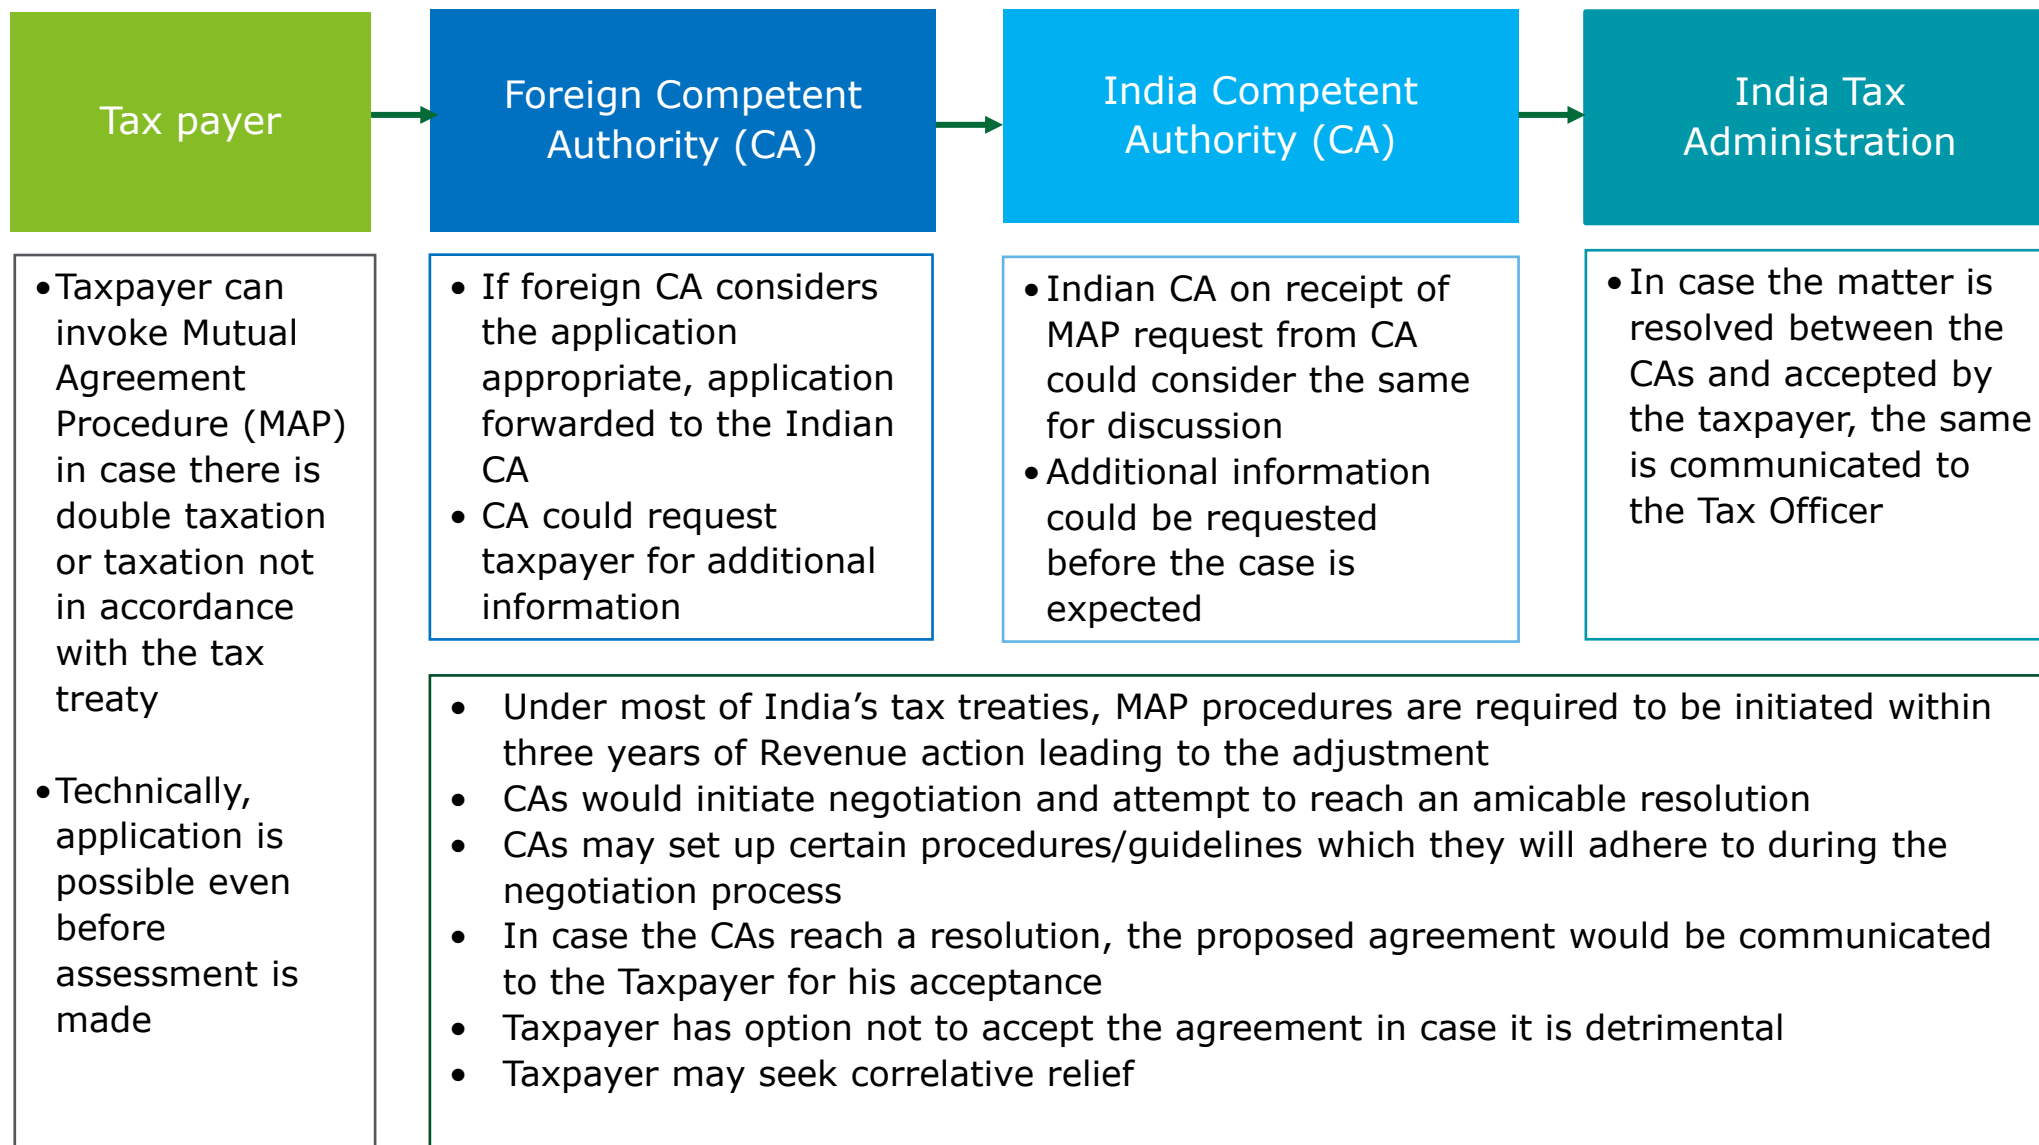 Tax payer
Foreign Competent
Authority (CA)
India Competent
Authority (CA)
India Tax
Administration
•Taxpayer can
invoke Mutual
Agreement
Procedure (MAP)
in case there is
double taxation
or taxation not
in accordance
with the tax
treaty
•Technically,
application is
possible even
before
assessment is
made
• If foreign CA considers
the application
appropriate, application
forwarded to the Indian
CA
• CA could request
taxpayer for additional
information
•Indian CA on receipt of
MAP request from CA
could consider the same
for discussion
•Additional information
could be requested
before the case is
expected
•In case the matter is
resolved between the
CAs and accepted by
the taxpayer, the same
is communicated to
the Tax Officer
• Under most of India’s tax treaties, MAP procedures are required to be initiated within
three years of Revenue action leading to the adjustment
• CAs would initiate negotiation and attempt to reach an amicable resolution
• CAs may set up certain procedures/guidelines which they will adhere to during the
negotiation process
• In case the CAs reach a resolution, the proposed agreement would be communicated
to the Taxpayer for his acceptance
• Taxpayer has option not to accept the agreement in case it is detrimental
• Taxpayer may seek correlative relief